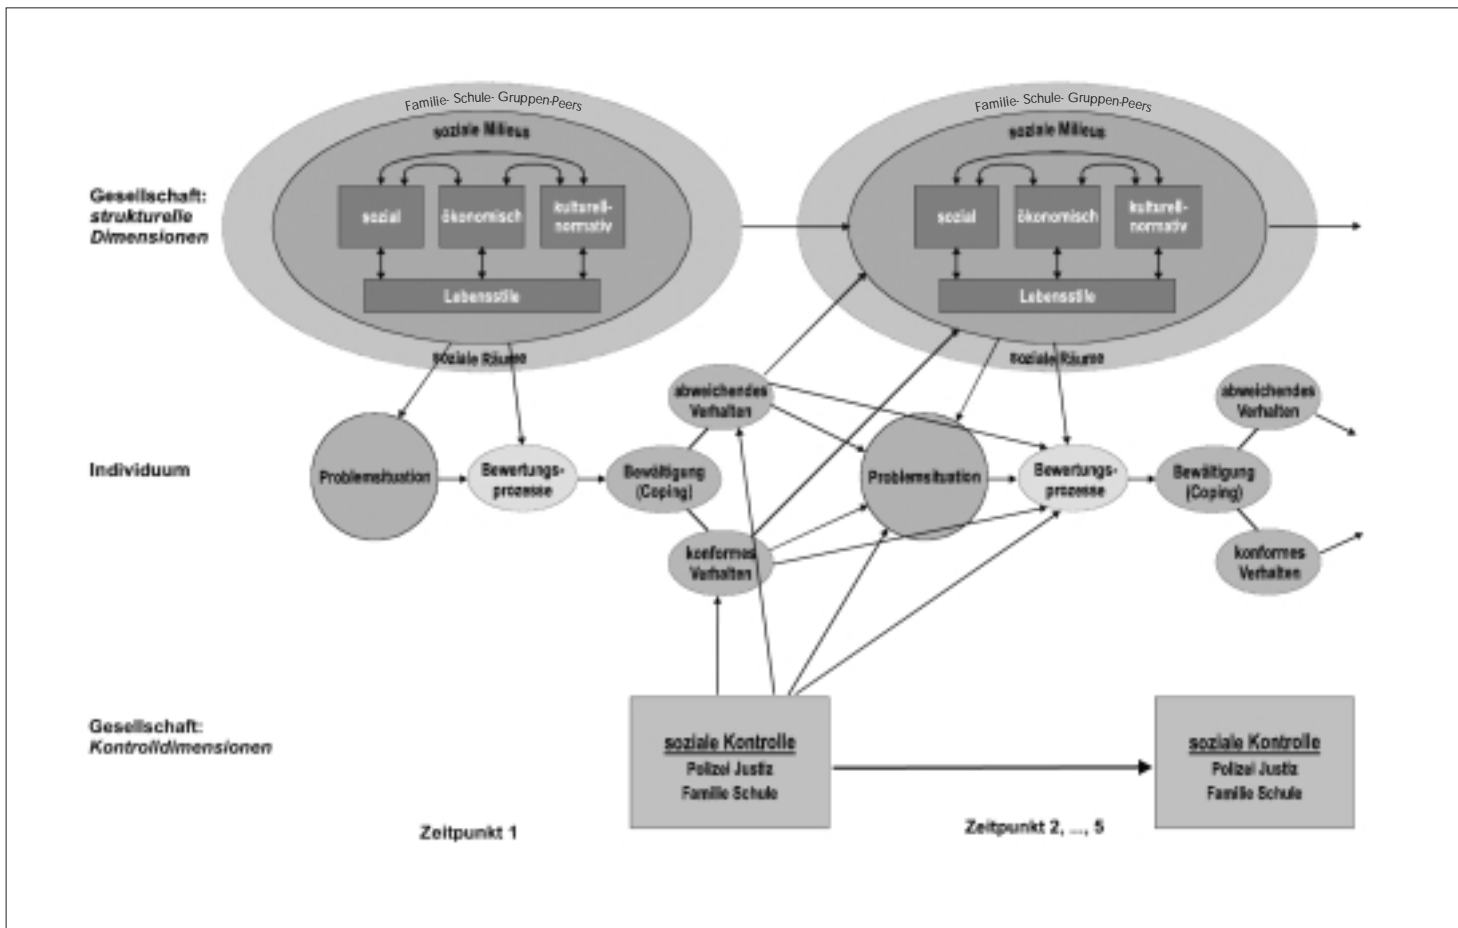 Familie- Schule- Gruppen-Peers
soziale Milieus
sozial
ökonomisch
kulturell-
normativ
Lebensstile
soziale Räume
Familie- Schule- Gruppen-Peers
soziale Milieus
sozial
ökonomisch
kulturell-
normativ
Lebensstile
soziale Räume
Gesellschaft:
strukturelle
Dimensionen
Individuum
Problemsituation
Bewertungs-
prozesse
Bewältigung
(Coping)
abweichendes
Verhalten
konformes
Verhalten
Problemsituation
Bewertungs-
prozesse
Bewältigung
(Coping)
abweichendes
Verhalten
konformes
Verhalten
Gesellschaft:
Kontrolldimensionen
soziale Kontrolle
Polizei Justiz
Familie Schule
soziale Kontrolle
Polizei Justiz
Familie Schule
Zeitpunkt 1
Zeitpunkt 2, ..., 5